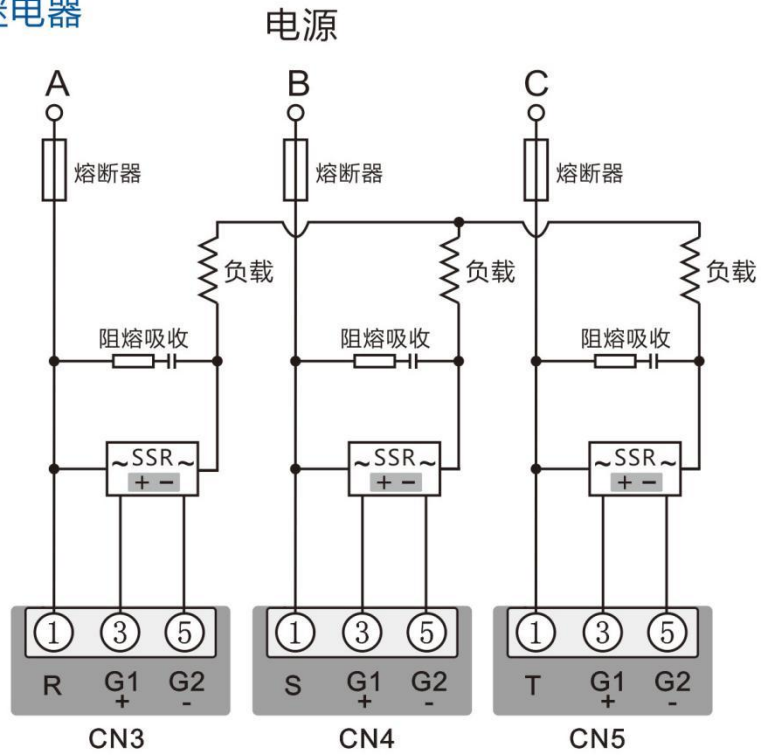 电器
电源
A B C
熔断器 熔断器 熔断器
负载 负载 负载
阻熔吸收 阻熔吸收 阻熔吸收
~SSR~ ~SSR~ ~SSR~
+ − + − + −
① ③ ⑤ ① ③ ⑤ ① ③ ⑤
R G1 G2 S G1 G2 T G1 G2
+ - + - + -
CN3 CN4 CN5